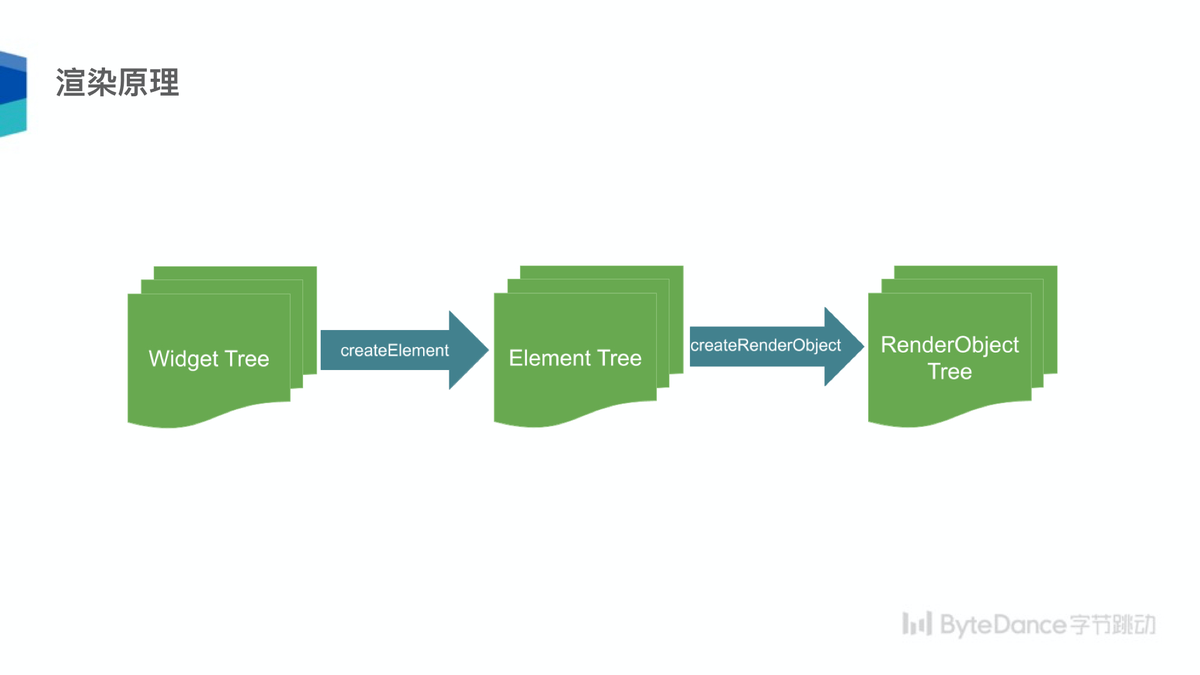 渲染原理
Widget Tree
createElement
Element Tree
createRenderObject
RenderObject
Tree
ByteDance字节跳动